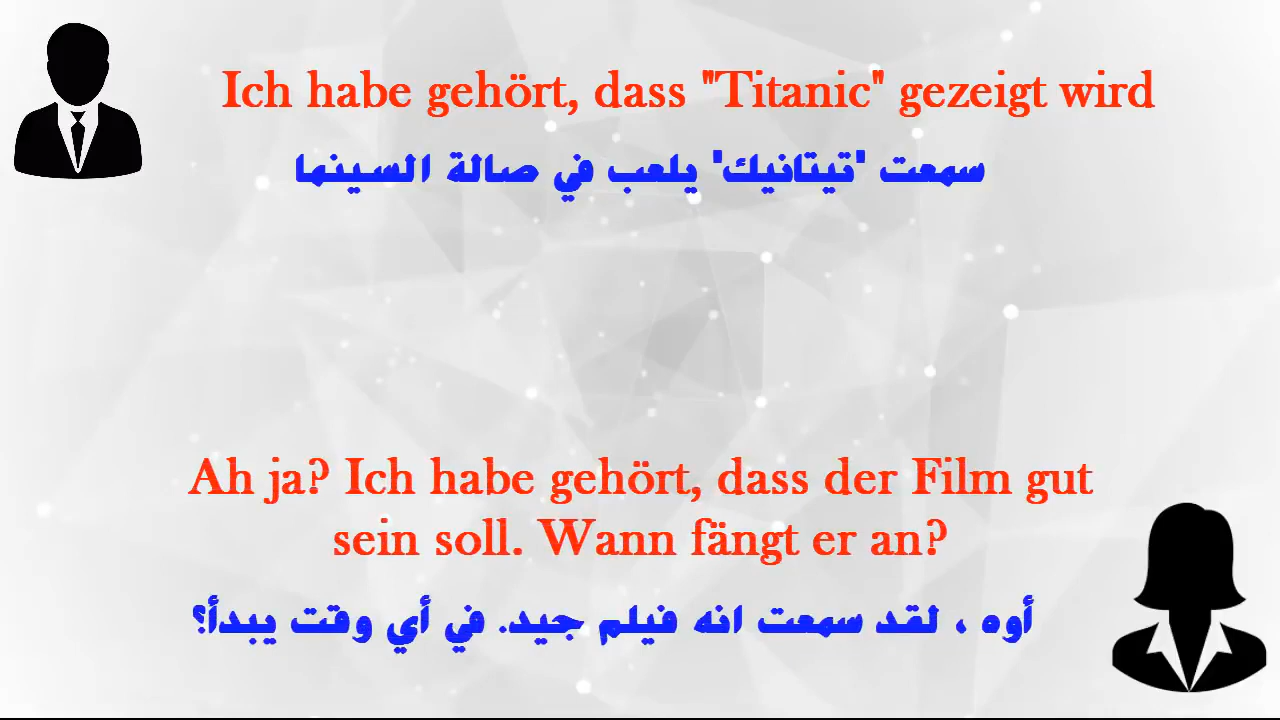 Ich habe gehört, dass "Titanic" gezeigt wird
سمعت "تيتانيك" يلعب في صالة السينما
Ah ja? Ich habe gehört, dass der Film gut
sein soll. Wann fängt er an?
أوه ، لقد سمعت انه فيلم جيد. في أي وقت يبدأ؟